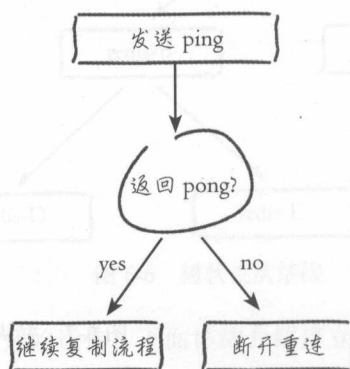 发送 ping
返回 pong?
yes
no
继续复制流程
断开重连